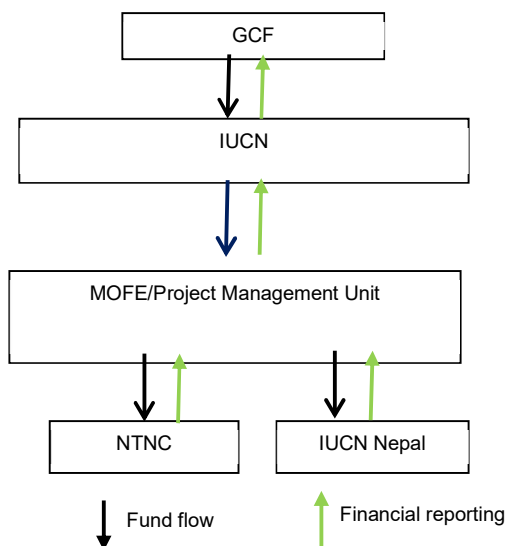 GCF
IUCN
MOFE/Project Management Unit
NTNC
IUCN Nepal
Fund flow
Financial reporting